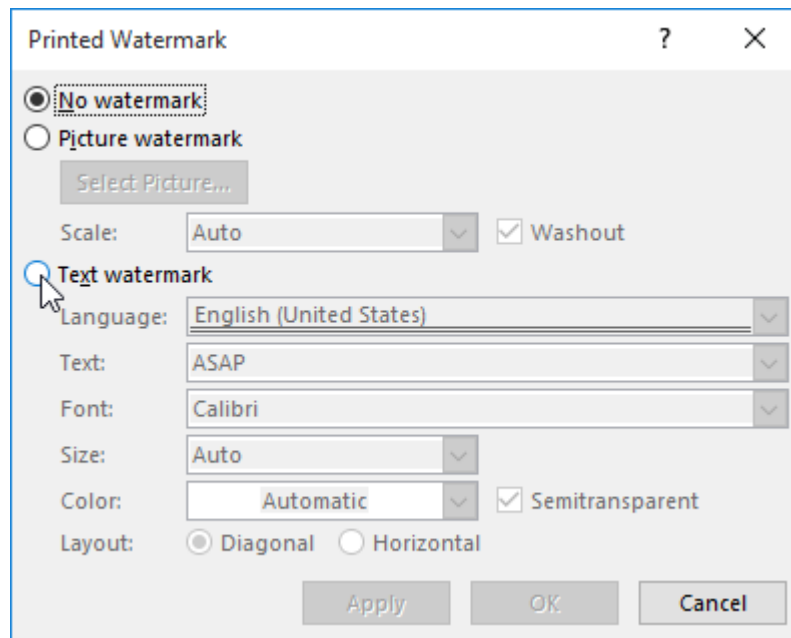 Printed Watermark ?
No watermark
Picture watermark
Select Picture...
Scale: Auto Washout
Text watermark
Language: English (United States)
Text: ASAP
Font: Calibri
Size: Auto
Color: Automatic Semitransparent
Layout: Diagonal Horizontal
Apply OK Cancel